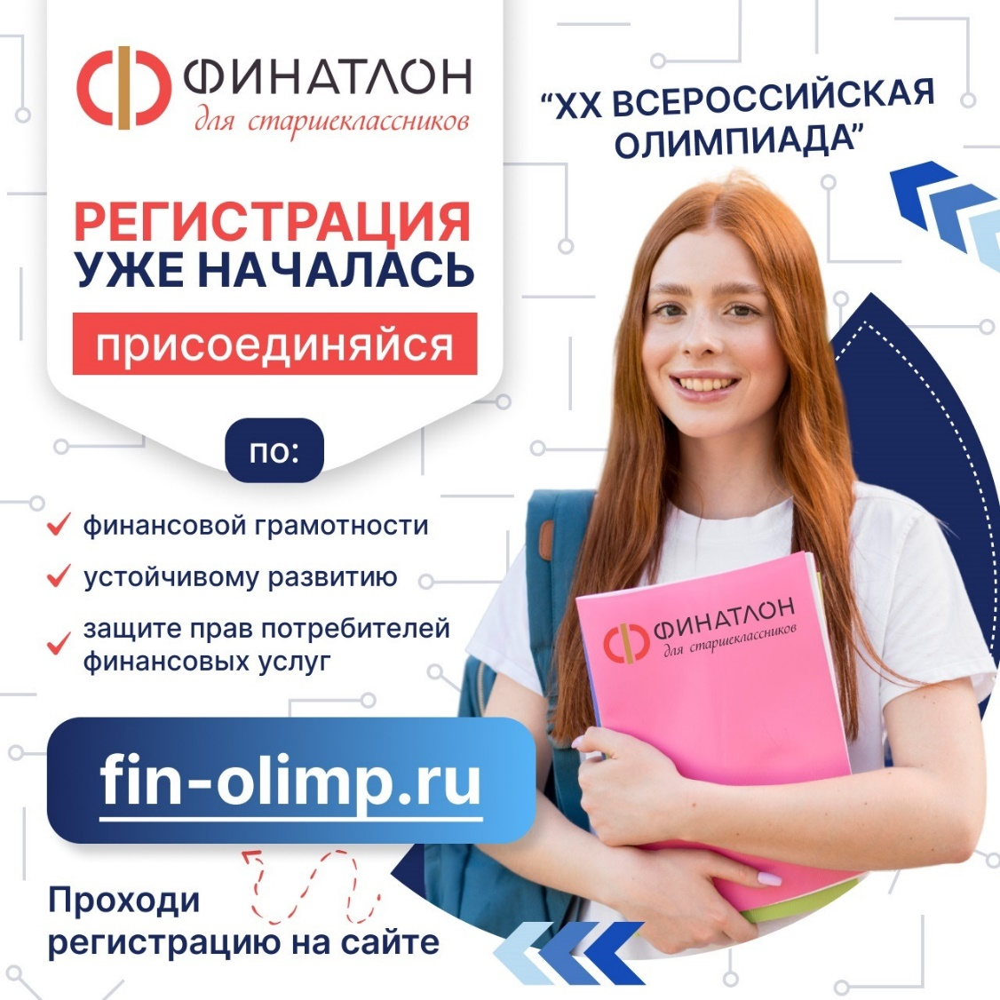 ФИНАТЛОН
для старшеклассников
"XX ВСЕРОССИЙСКАЯ
ОЛИМПИАДА"
РЕГИСТРАЦИЯ
УЖЕ НАЧАЛАСЬ
присоединяйся
по:
финансовой грамотности
устойчивому развитию
защите прав потребителей
финансовых услуг
ФИНАТЛОН
для старшеклассников
fin-olimp.ru
Проходи
регистрацию на сайте